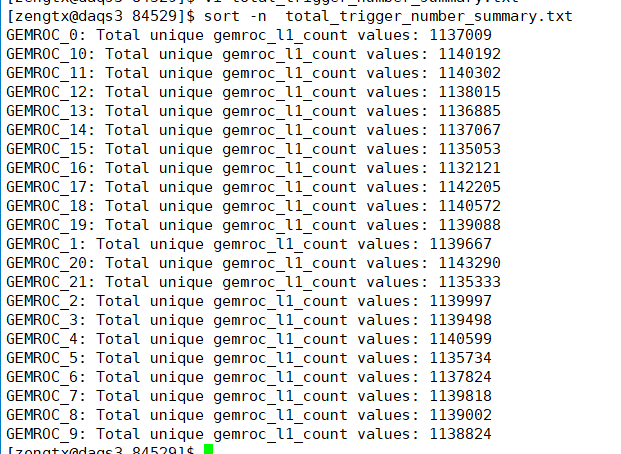 [zengtx@daqs3 84529]$ vi total_trigger_number_summary.txt
[zengtx@daqs3 84529]$ sort -n  total_trigger_number_summary.txt
GEMROC_0: Total unique gemroc_l1_count values: 1137009
GEMROC_10: Total unique gemroc_l1_count values: 1140192
GEMROC_11: Total unique gemroc_l1_count values: 1140302
GEMROC_12: Total unique gemroc_l1_count values: 1138015
GEMROC_13: Total unique gemroc_l1_count values: 1136885
GEMROC_14: Total unique gemroc_l1_count values: 1137067
GEMROC_15: Total unique gemroc_l1_count values: 1135053
GEMROC_16: Total unique gemroc_l1_count values: 1132121
GEMROC_17: Total unique gemroc_l1_count values: 1142205
GEMROC_18: Total unique gemroc_l1_count values: 1140572
GEMROC_19: Total unique gemroc_l1_count values: 1139088
GEMROC_1: Total unique gemroc_l1_count values: 1139667
GEMROC_20: Total unique gemroc_l1_count values: 1143290
GEMROC_21: Total unique gemroc_l1_count values: 1135333
GEMROC_2: Total unique gemroc_l1_count values: 1139997
GEMROC_3: Total unique gemroc_l1_count values: 1139498
GEMROC_4: Total unique gemroc_l1_count values: 1140599
GEMROC_5: Total unique gemroc_l1_count values: 1135734
GEMROC_6: Total unique gemroc_l1_count values: 1137824
GEMROC_7: Total unique gemroc_l1_count values: 1139818
GEMROC_8: Total unique gemroc_l1_count values: 1139002
GEMROC_9: Total unique gemroc_l1_count values: 1138824
[zengtx@daqs3 84529]$